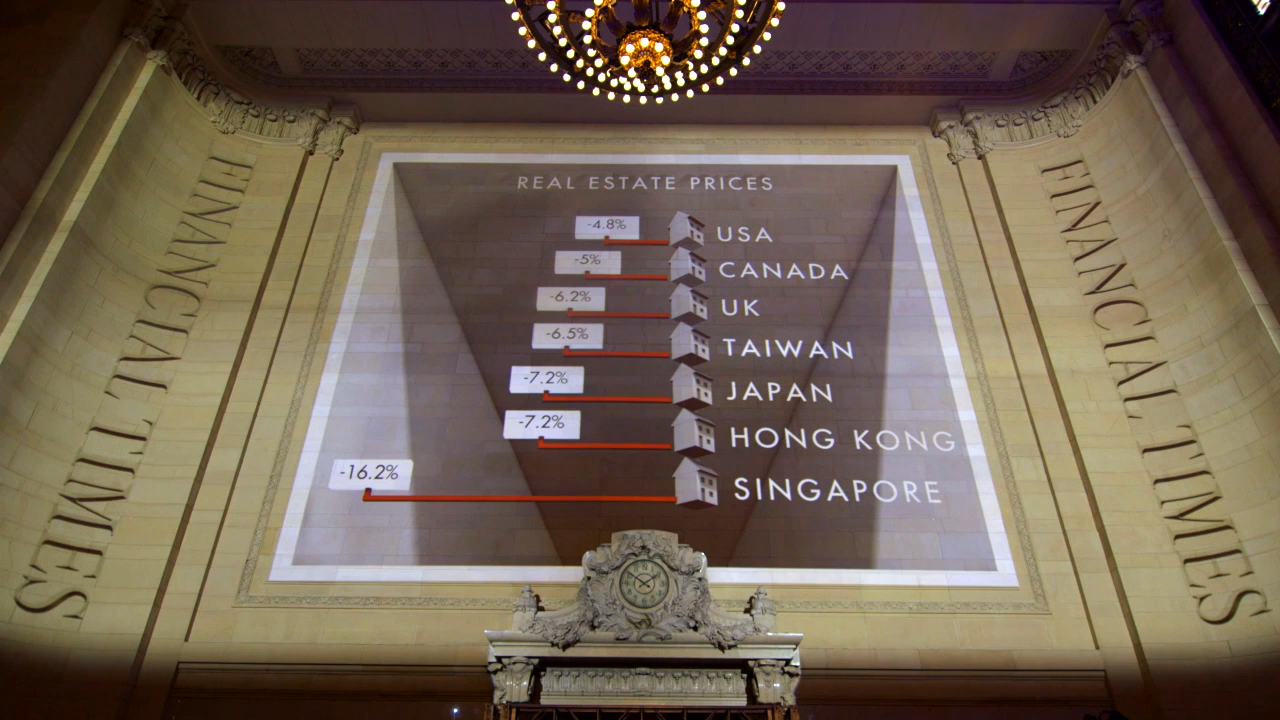 FINANCIAL TIMES
REAL ESTATE PRICES
-4.8% USA
-5% CANADA
-6.2% UK
-6.5% TAIWAN
-7.2% JAPAN
-7.2% HONG KONG
-16.2% SINGAPORE
FINANCIAL TIMES